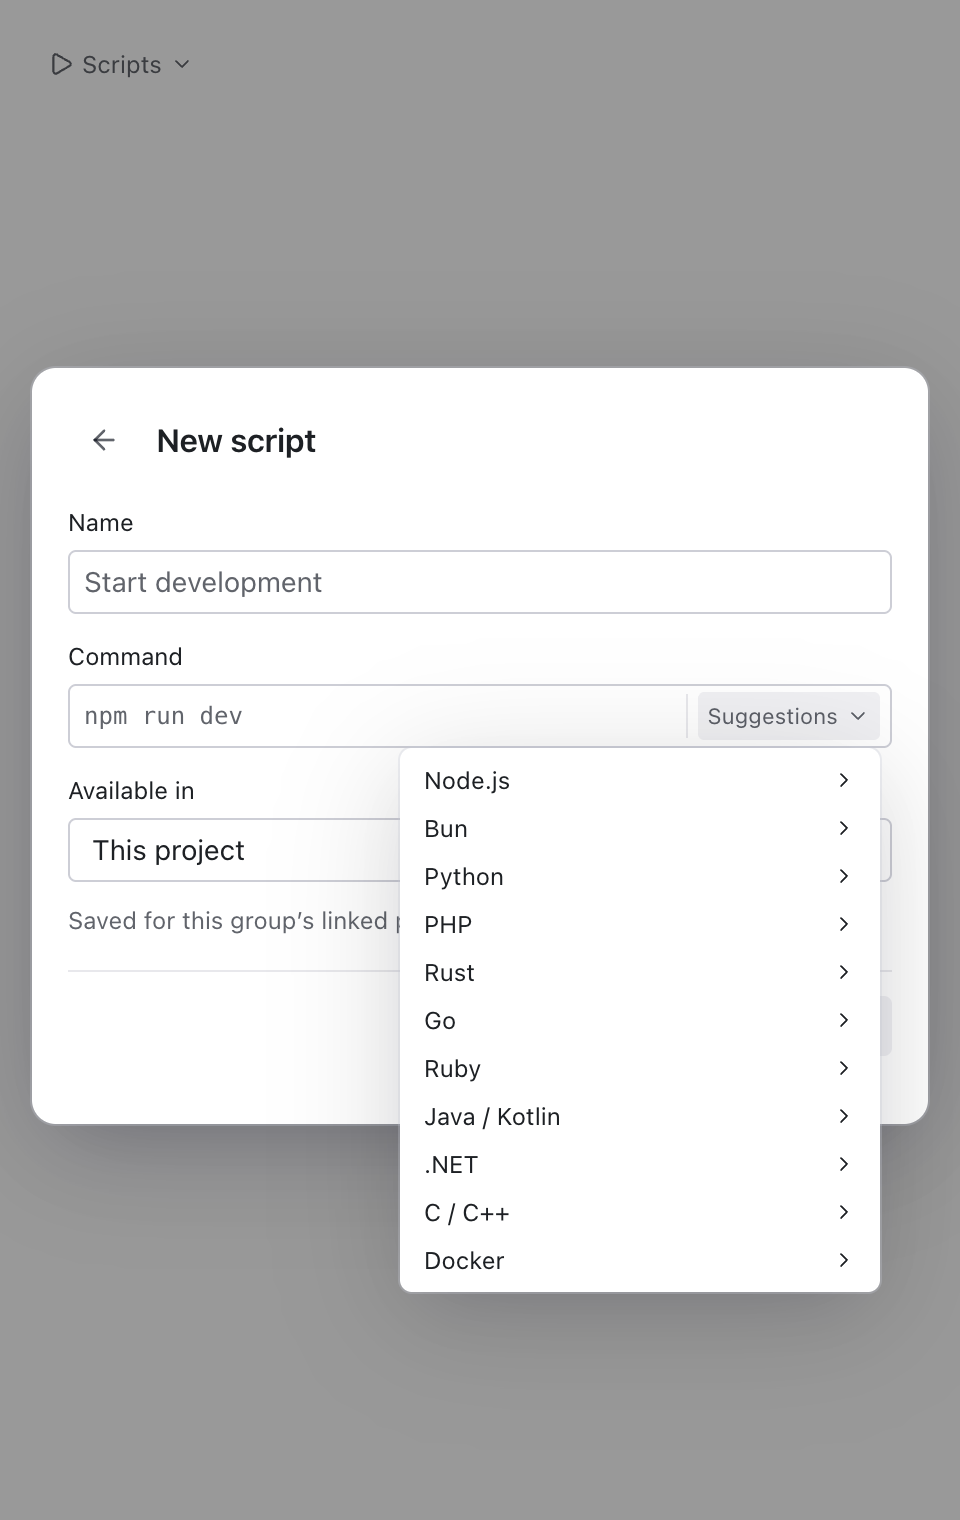 Scripts
New script
Name
Start development
Command
npm run dev
Suggestions
Node.js
Bun
Python
PHP
Rust
Go
Ruby
Java / Kotlin
.NET
C / C++
Docker
Available in
This project
Saved for this group’s linked